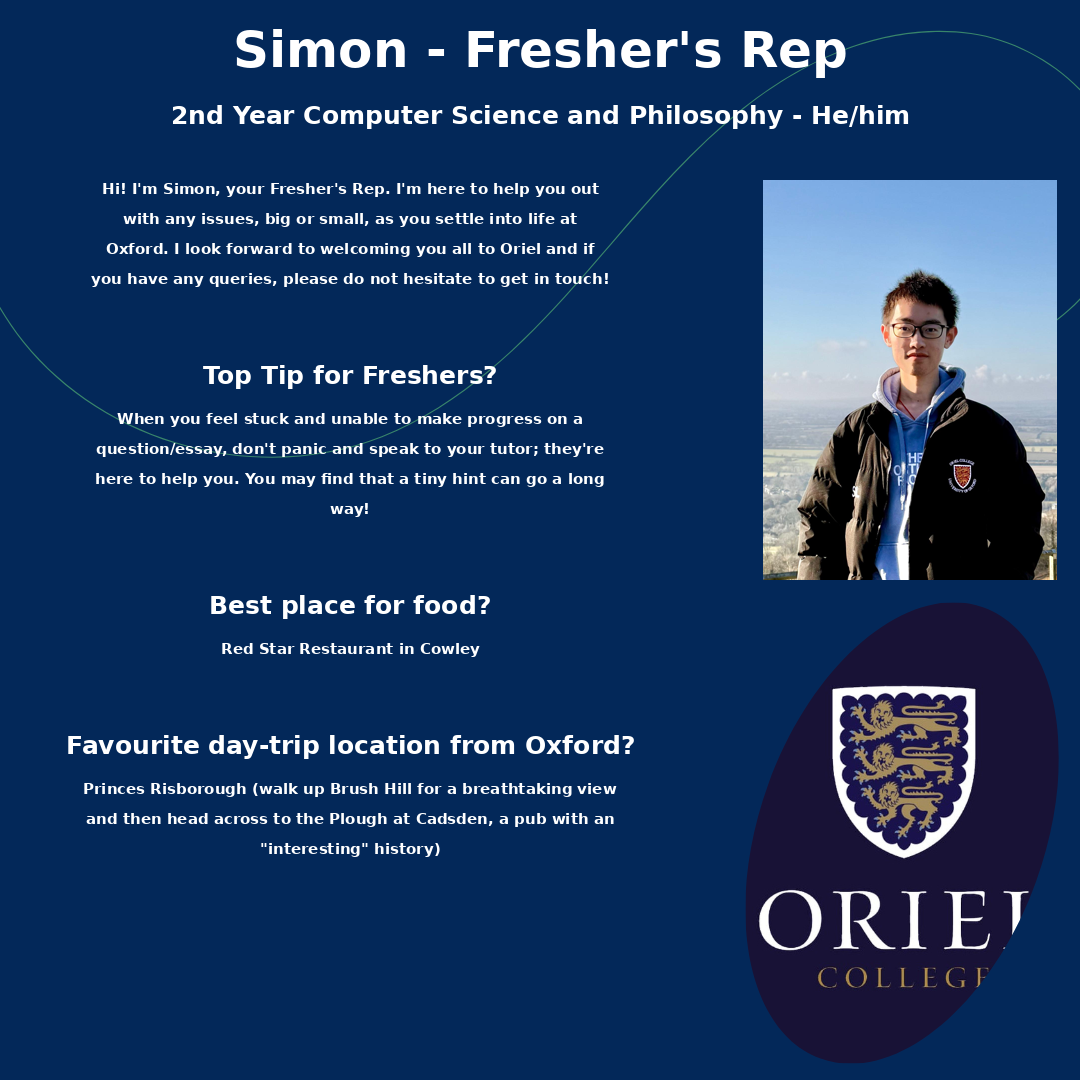 Simon - Fresher's Rep
2nd Year Computer Science and Philosophy - He/him
Hi! I'm Simon, your Fresher's Rep. I'm here to help you out
with any issues, big or small, as you settle into life at
Oxford. I look forward to welcoming you all to Oriel and if
you have any queries, please do not hesitate to get in touch!
Top Tip for Freshers?
When you feel stuck and unable to make progress on a
question/essay, don't panic and speak to your tutor; they're
here to help you. You may find that a tiny hint can go a long
way!
Best place for food?
Red Star Restaurant in Cowley
Favourite day-trip location from Oxford?
Princes Risborough (walk up Brush Hill for a breathtaking view
and then head across to the Plough at Cadsden, a pub with an
"interesting" history)
ORIEL COLLEGE
ORIEL
COLLEGE